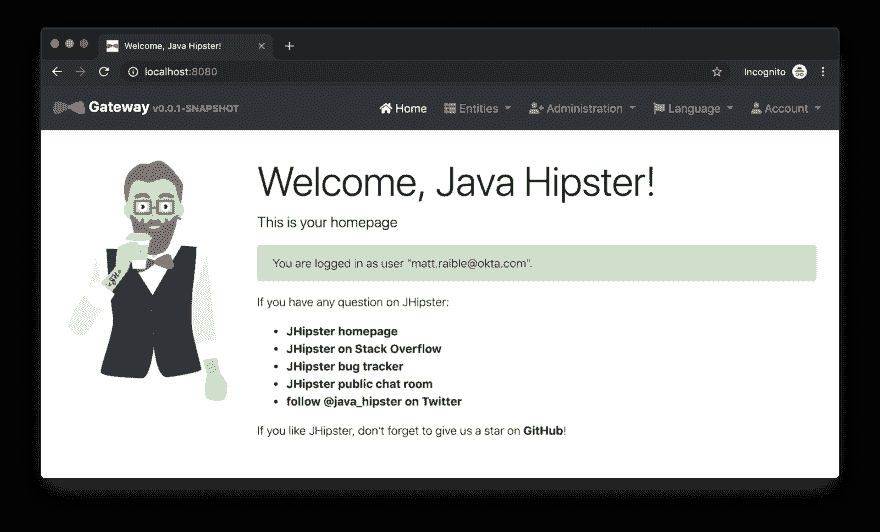 Welcome, Java Hipster!
localhost:8080
Incognito
Gateway v0.0.1-SNAPSHOT Home Entities Administration Language Account
Welcome, Java Hipster!
This is your homepage
You are logged in as user "matt.raible@okta.com".
If you have any question on JHipster:
• JHipster homepage
• JHipster on Stack Overflow
• JHipster bug tracker
• JHipster public chat room
• follow @java_hipster on Twitter
If you like JHipster, don't forget to give us a star on GitHub!